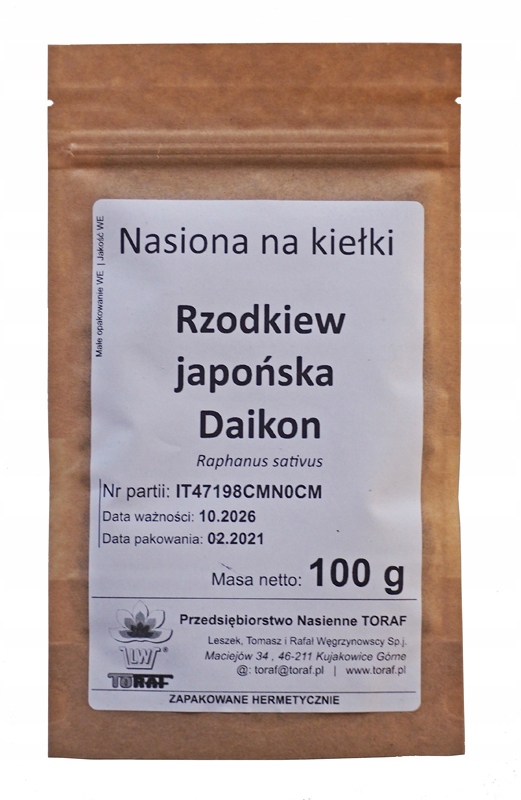 Małe opakowanie WE | Jakość WE
Nasiona na kiełki
Rzodkiew
japońska
Daikon
Raphanus sativus
Nr partii: IT47198CMN0CM
Data ważności: 10.2026
Data pakowania: 02.2021
Masa netto: 100 g
Przedsiębiorstwo Nasienne TORAF
Leszek, Tomasz i Rafał Węgrzynowscy Sp.j.
Maciejów 34 , 46-211 Kujakowice Górne
@: toraf@toraf.pl | www.toraf.pl
LWT ®
TORAF
ZAPAKOWANE HERMETYCZNIE